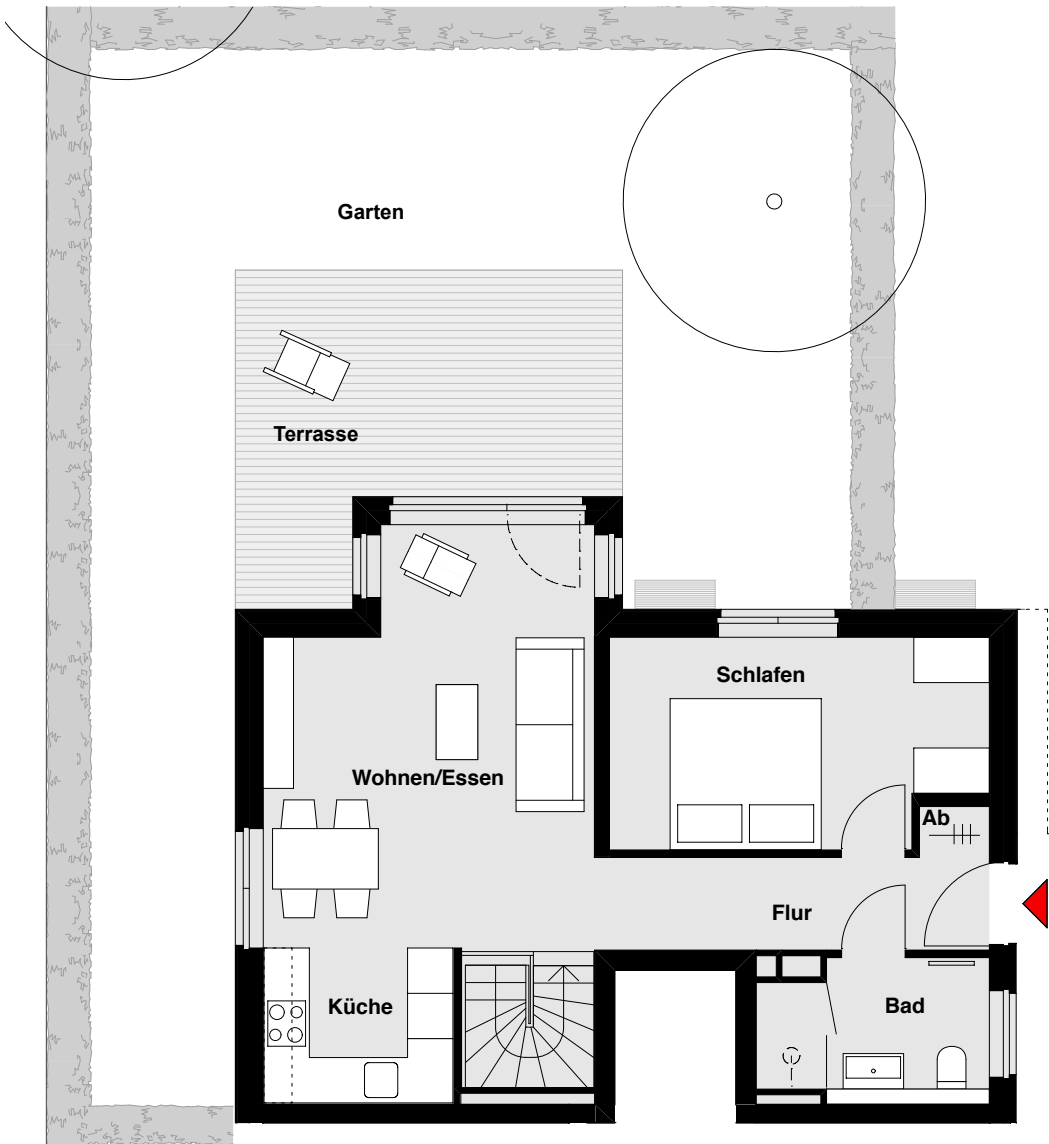 Garten
Terrasse
Schlafen
Wohnen/Essen
Ab
Flur
Küche
Bad